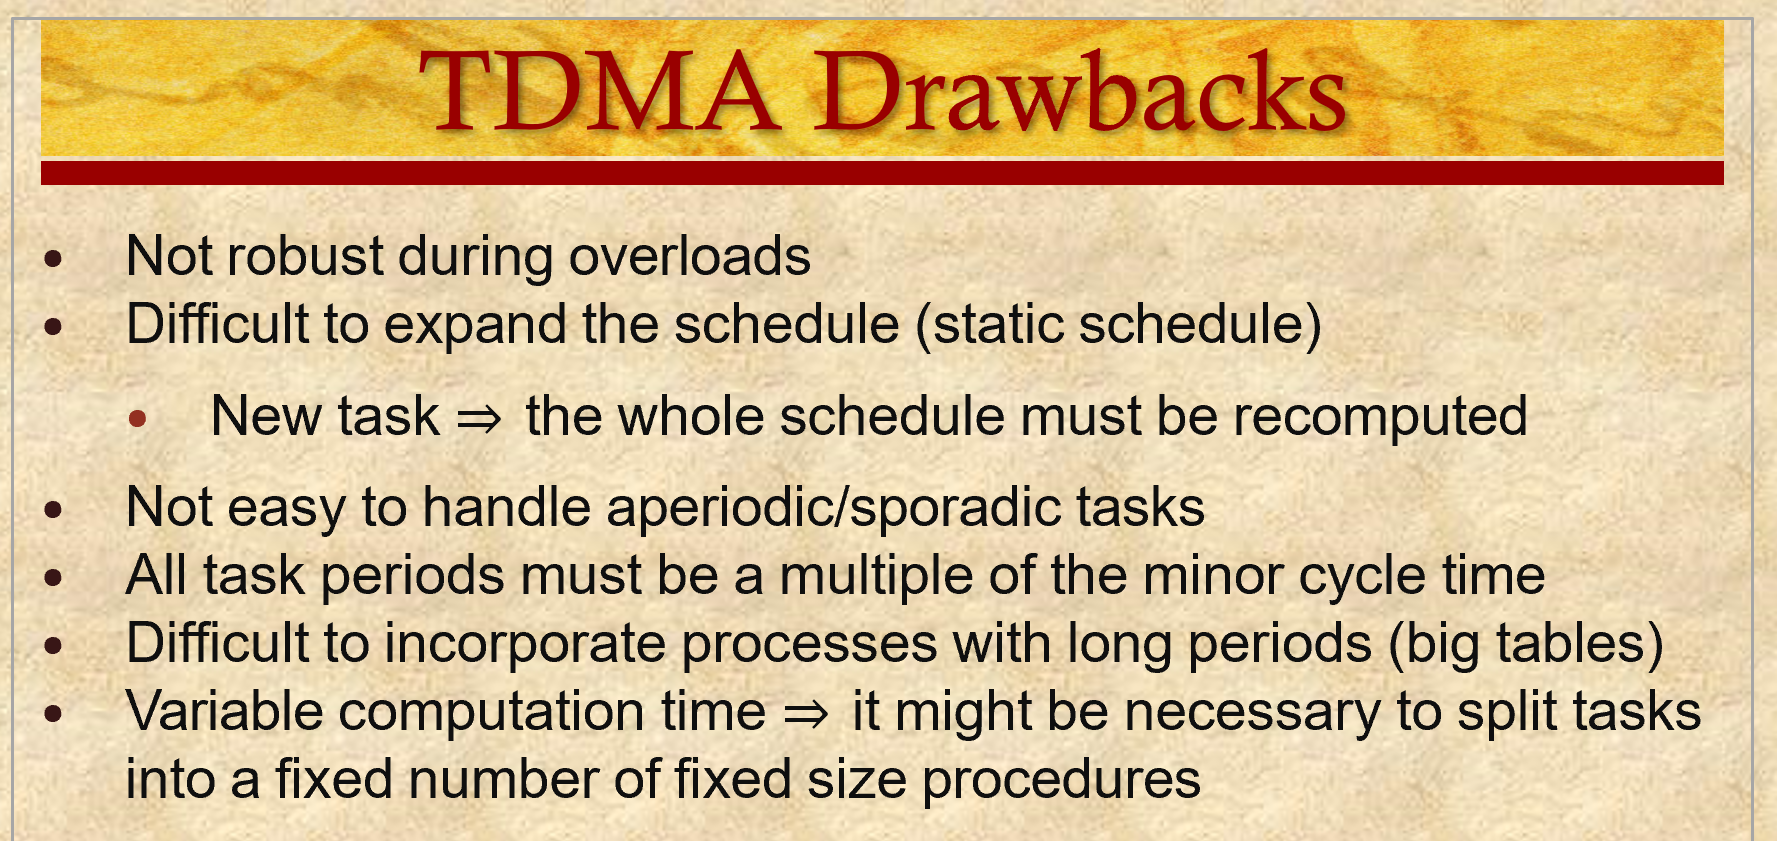 TDMA Drawbacks
• Not robust during overloads
• Difficult to expand the schedule (static schedule)
• New task ⇒ the whole schedule must be recomputed
• Not easy to handle aperiodic/sporadic tasks
• All task periods must be a multiple of the minor cycle time
• Difficult to incorporate processes with long periods (big tables)
• Variable computation time ⇒ it might be necessary to split tasks
into a fixed number of fixed size procedures